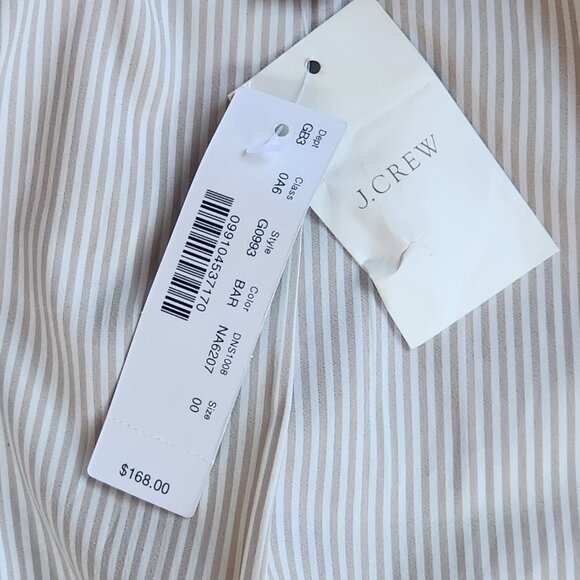 J.CREW
Dept Class Style Color DNS1008 Size
GB3 0A6 G0993 BAR NA6207 00
099104537170
$168.00